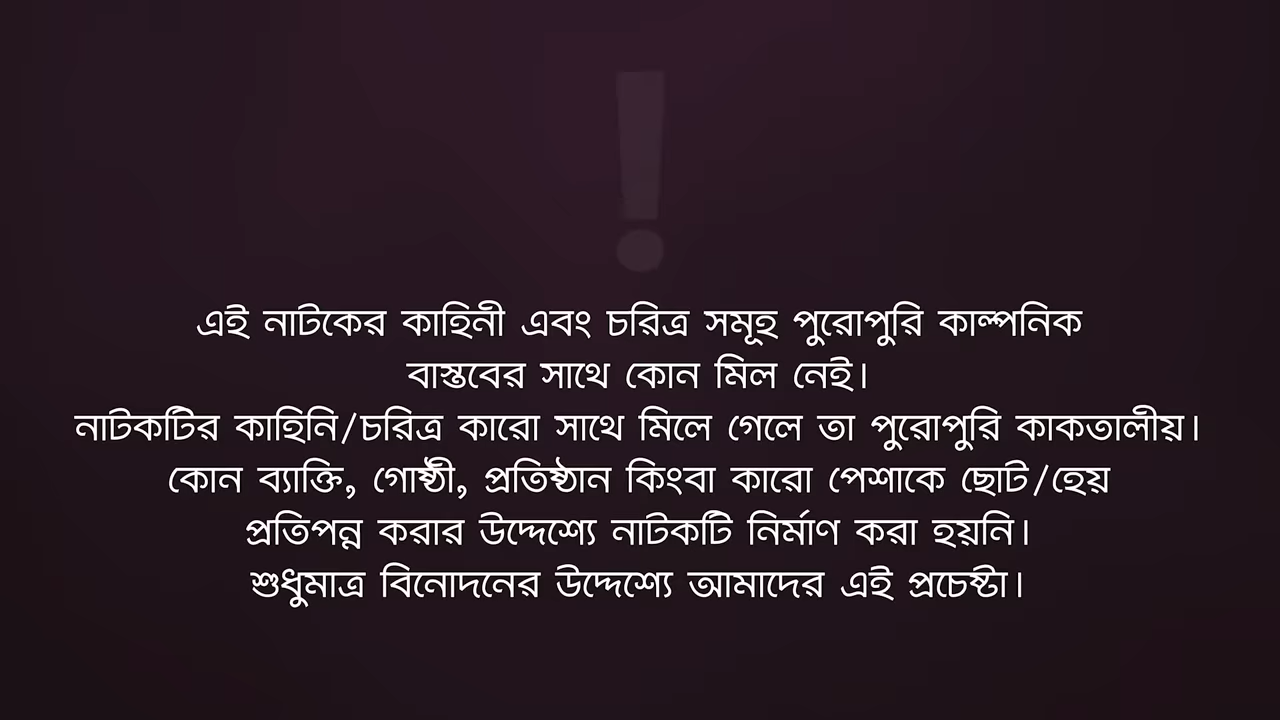 এই নাটকের কাহিনী এবং চরিত্র সমূহ পুরোপুরি কাল্পনিক
বাস্তবের সাথে কোন মিল নেই।
নাটকটির কাহিনি/চরিত্র কারো সাথে মিলে গেলে তা পুরোপুরি কাকতালীয়।
কোন ব্যাক্তি, গোষ্ঠী, প্রতিষ্ঠান কিংবা কারো পেশাকে ছোট/হেয়
প্রতিপন্ন করার উদ্দেশ্যে নাটকটি নির্মাণ করা হয়নি।
শুধুমাত্র বিনোদনের উদ্দেশ্যে আমাদের এই প্রচেষ্টা।